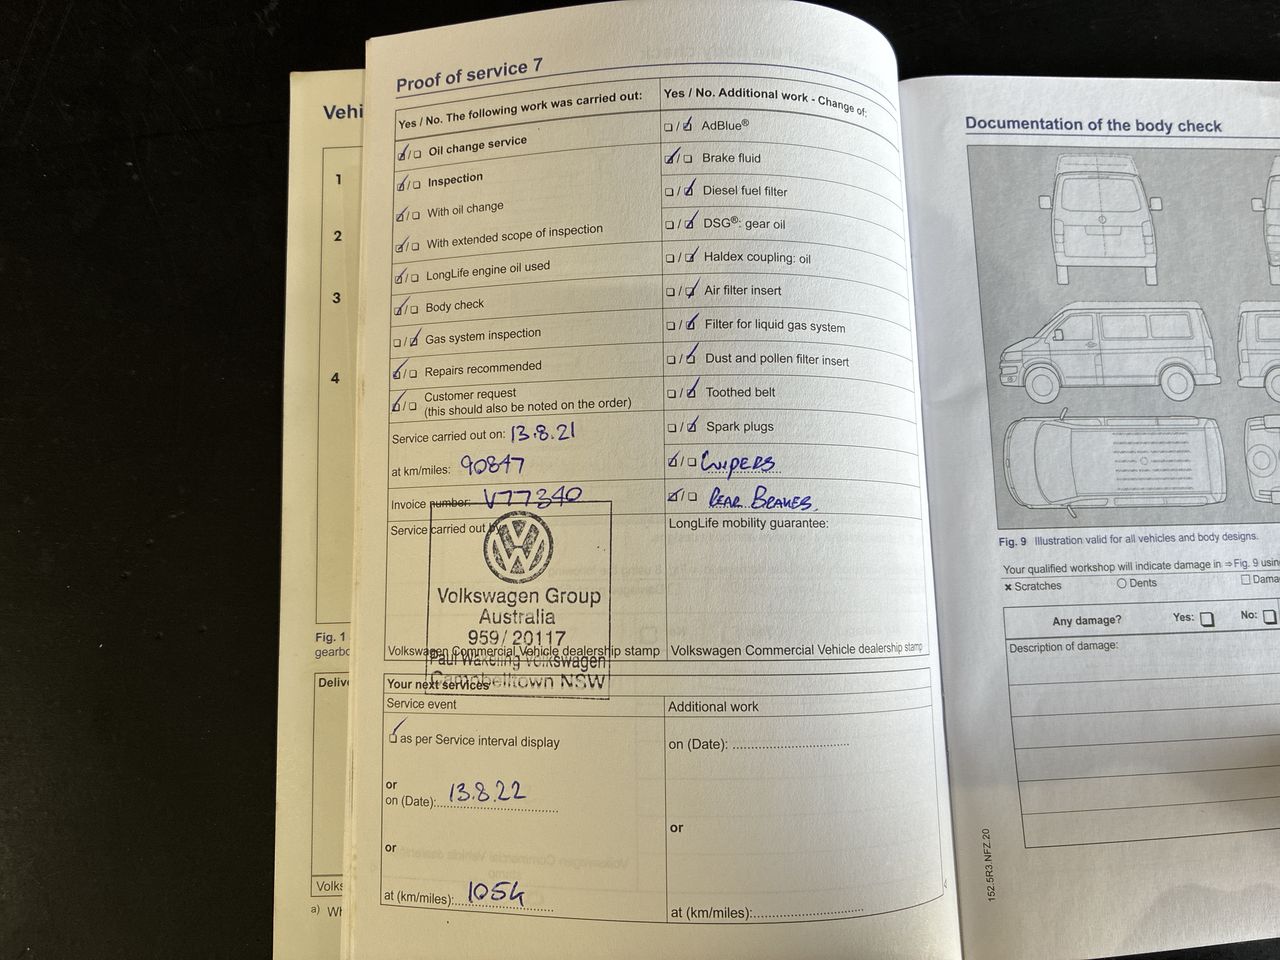 Vehi
1
2
3
4
Fig. 1
gearbo
Delive
Volks
a) Wh
Proof of service 7
Yes / No. The following work was carried out:
☑/☐ Oil change service
☑/☐ Inspection
☑/☐ With oil change
☑/☐ With extended scope of inspection
☑/☐ LongLife engine oil used
☑/☐ Body check
☐/☑ Gas system inspection
☑/☐ Repairs recommended
☑/☐ Customer request
(this should also be noted on the order)
Service carried out on: 13.8.21
at km/miles: 90847
Invoice number: V77340
Service carried out by
VW
Volkswagen Group
Australia
959/20117
Paul Wakeling Volkswagen
Campbelltown NSW
Volkswagen Commercial Vehicle dealership stamp
Yes / No. Additional work - Change of:
☐/☑ AdBlue®
☑/☐ Brake fluid
☐/☑ Diesel fuel filter
☐/☑ DSG®: gear oil
☐/☑ Haldex coupling: oil
☐/☑ Air filter insert
☐/☑ Filter for liquid gas system
☐/☑ Dust and pollen filter insert
☐/☑ Toothed belt
☐/☑ Spark plugs
☑/☐ WIPERS
☑/☐ REAR BRAKES
LongLife mobility guarantee:
Volkswagen Commercial Vehicle dealership stamp
Your next services
Service event
☑ as per Service interval display
or
on (Date): 13.8.22
or
at (km/miles): 105k
Additional work
on (Date):
or
at (km/miles):
Documentation of the body check
Fig. 9 Illustration valid for all vehicles and body designs.
Your qualified workshop will indicate damage in ⇒Fig. 9 usin
× Scratches ○ Dents ☐ Dama
Any damage? Yes: ☐ No: ☐
Description of damage:
152.5R3.NFZ.20